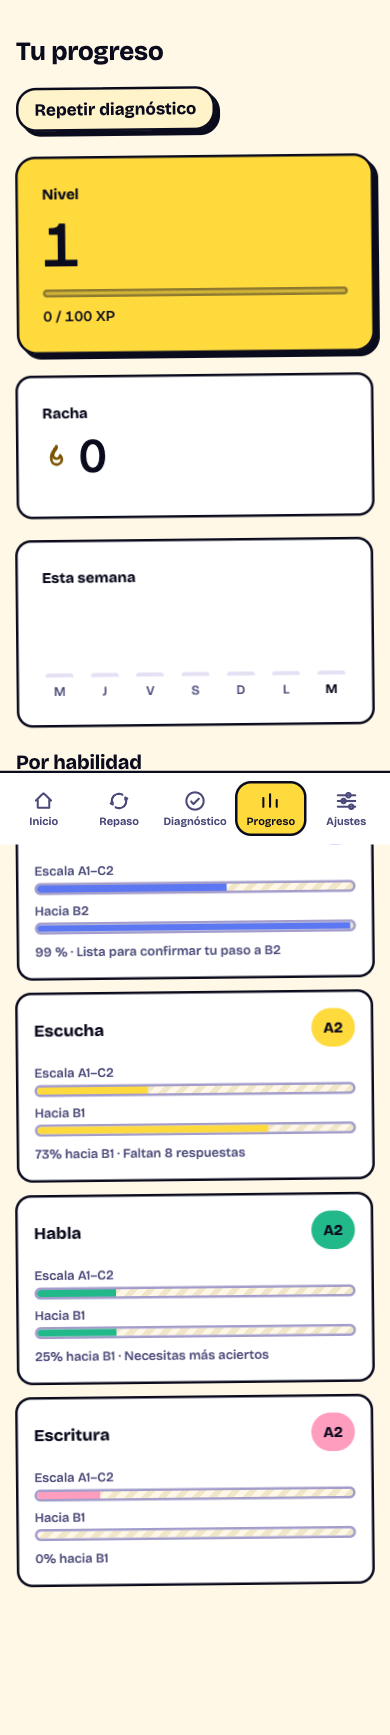 Tu progreso
Repetir diagnóstico
Nivel
1
0 / 100 XP
Racha
0
Esta semana
M J V S D L M
Por habilidad
Inicio Repaso Diagnóstico Progreso Ajustes
Escala A1–C2
Hacia B2
99 % · Lista para confirmar tu paso a B2
Escucha A2
Escala A1–C2
Hacia B1
73% hacia B1 · Faltan 8 respuestas
Habla A2
Escala A1–C2
Hacia B1
25% hacia B1 · Necesitas más aciertos
Escritura A2
Escala A1–C2
Hacia B1
0% hacia B1